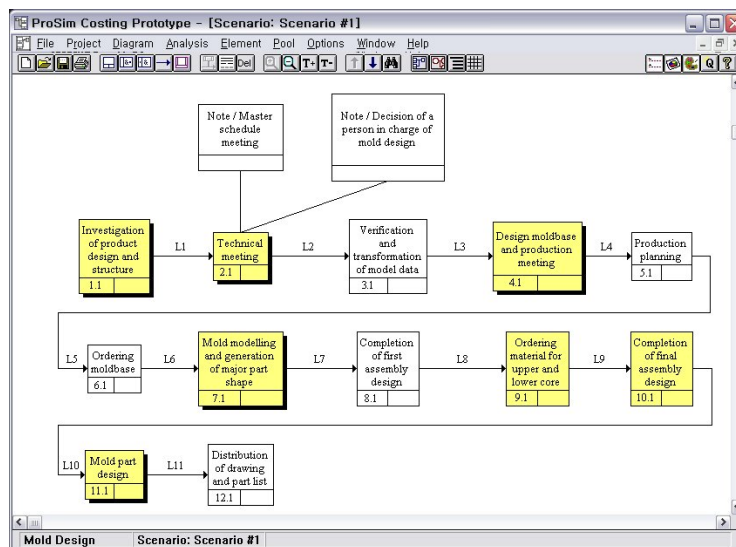 ProSim Costing Prototype - [Scenario: Scenario #1]
File Project Diagram Analysis Element Pool Options Window Help
Del
T+ T-
Q ?
Note / Master
schedule
meeting
Note / Decision of a
person in charge of
mold design
Investigation
of product
design and
structure
1.1
L1
Technical
meeting
2.1
L2
Verification
and
transformation
of model data
3.1
L3
Design moldbase
and production
meeting
4.1
L4
Production
planning
5.1
L5
Ordering
moldbase
6.1
L6
Mold modelling
and generation
of major part
shape
7.1
L7
Completion
of first
assembly
design
8.1
L8
Ordering
material for
upper and
lower core
9.1
L9
Completion
of final
assembly
design
10.1
L10
Mold part
design
11.1
L11
Distribution
of drawing
and part list
12.1
Mold Design Scenario: Scenario #1